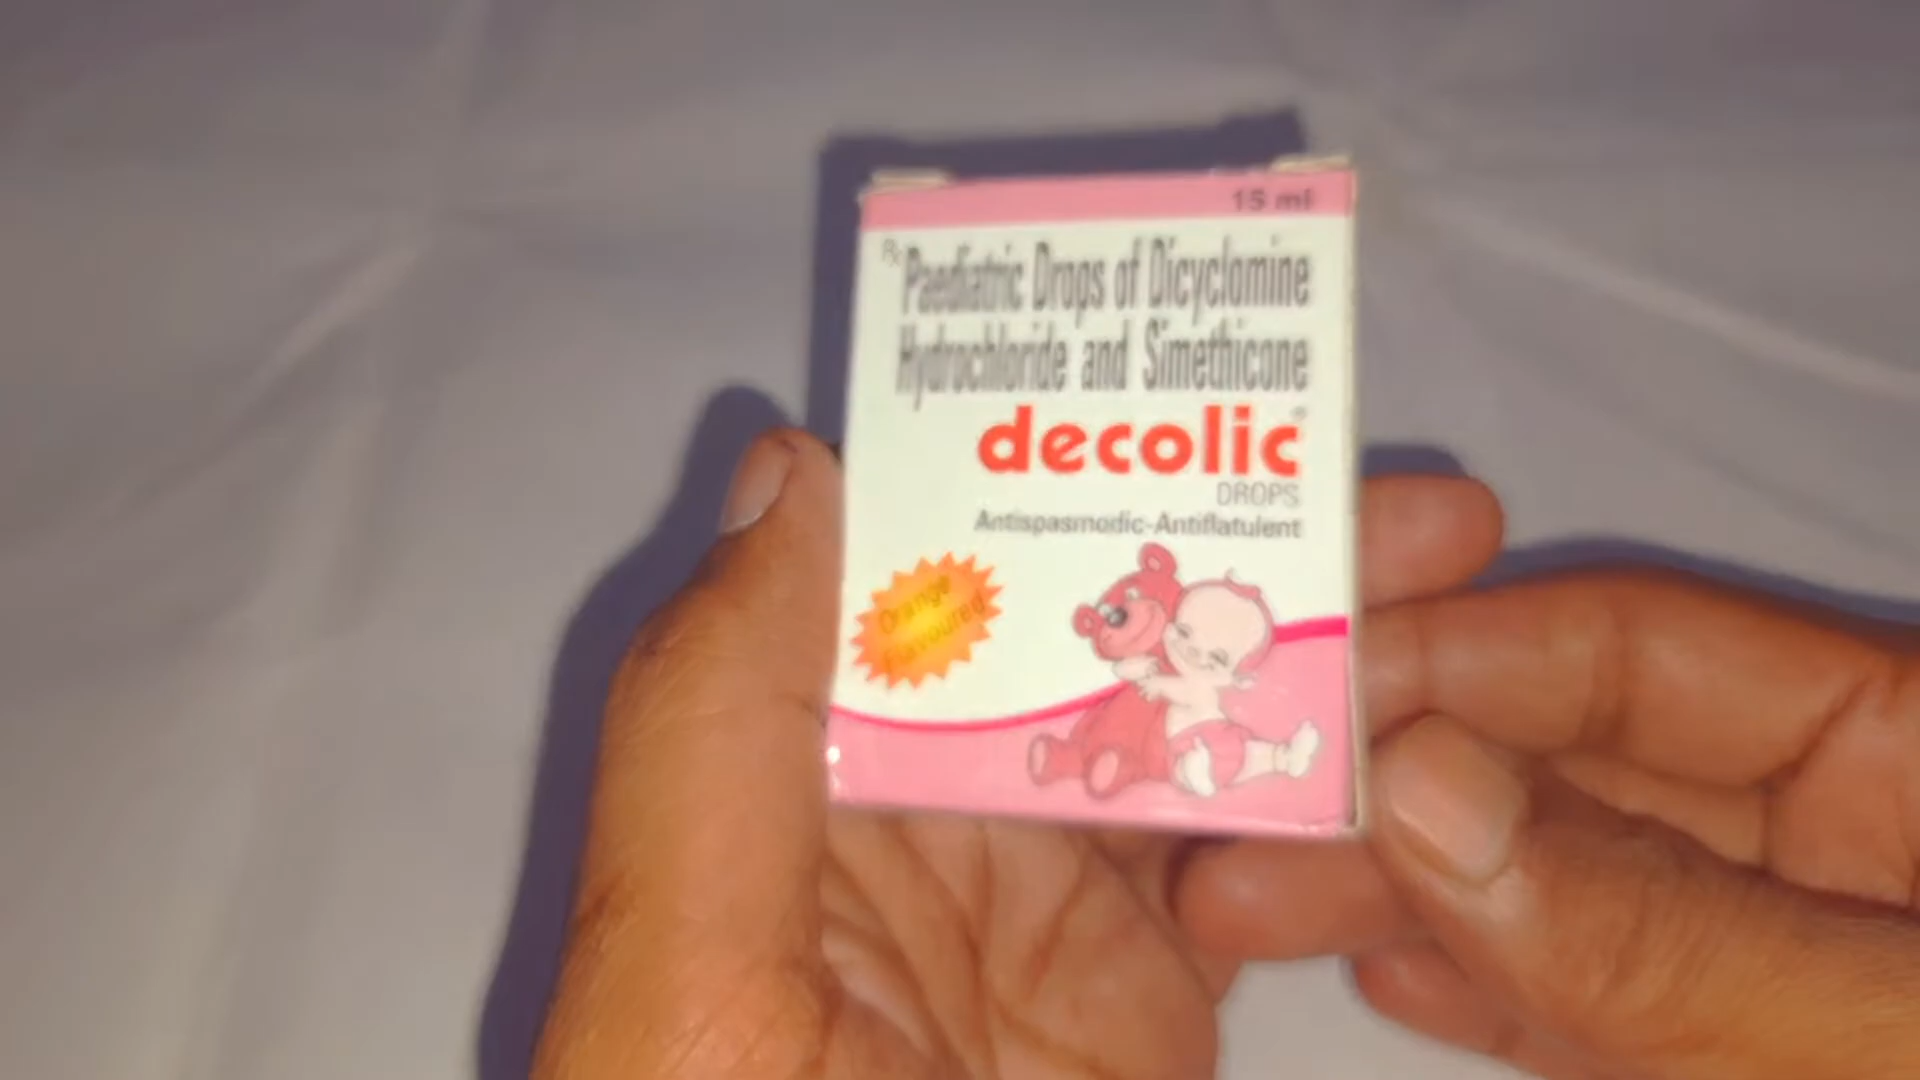 15 ml
Rx Paediatric Drops of Dicyclomine
Hydrochloride and Simethicone
decolic®
DROPS
Antispasmodic-Antiflatulent
Orange
Flavoured